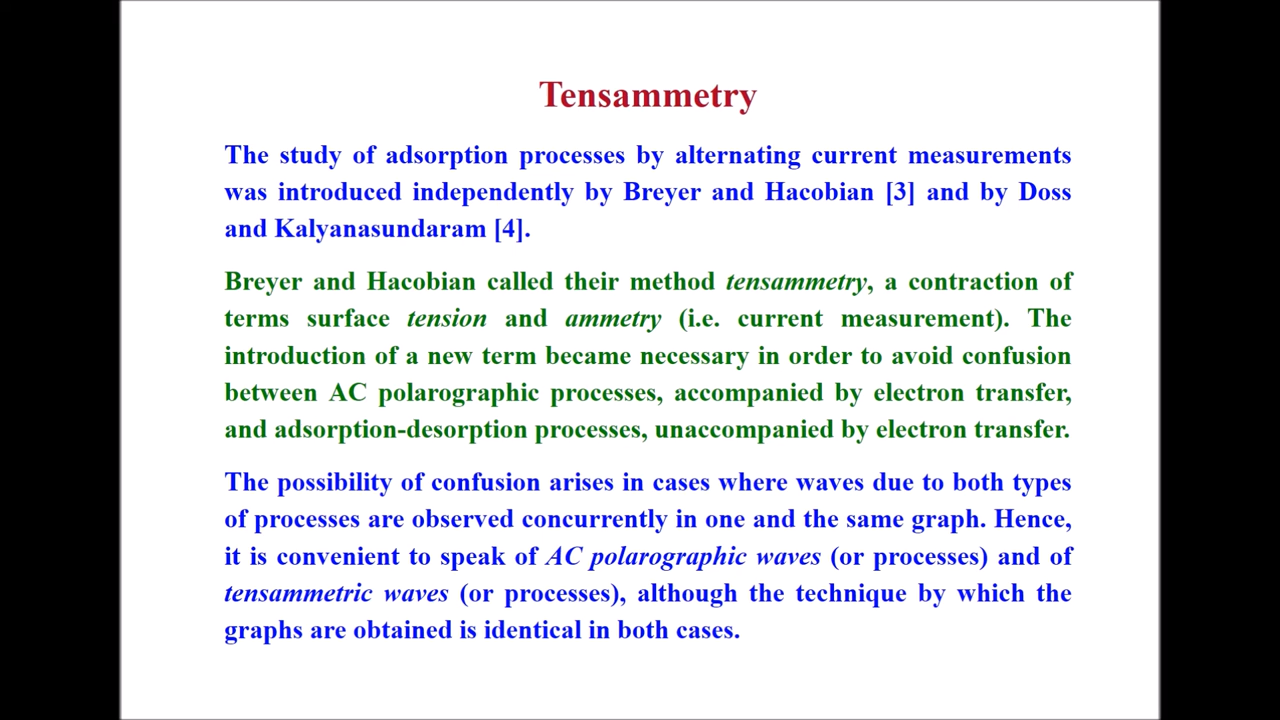 Tensammetry
The study of adsorption processes by alternating current measurements
was introduced independently by Breyer and Hacobian [3] and by Doss
and Kalyanasundaram [4].
Breyer and Hacobian called their method tensammetry, a contraction of
terms surface tension and ammetry (i.e. current measurement). The
introduction of a new term became necessary in order to avoid confusion
between AC polarographic processes, accompanied by electron transfer,
and adsorption-desorption processes, unaccompanied by electron transfer.
The possibility of confusion arises in cases where waves due to both types
of processes are observed concurrently in one and the same graph. Hence,
it is convenient to speak of AC polarographic waves (or processes) and of
tensammetric waves (or processes), although the technique by which the
graphs are obtained is identical in both cases.